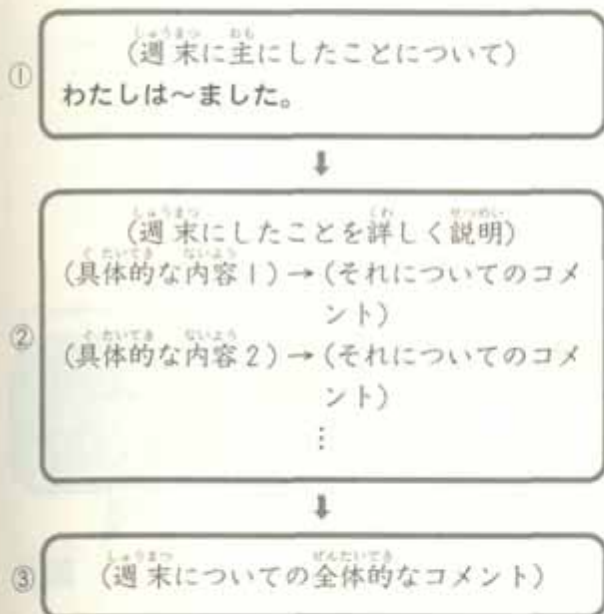 ①
(週末に主にしたことについて)
わたしは～ました。
⬇
②
(週末にしたことを詳しく説明)
(具体的な内容1)→(それについてのコメ
ント)
(具体的な内容2)→(それについてのコメ
ント)
⋮
⬇
③
(週末についての全体的なコメント)